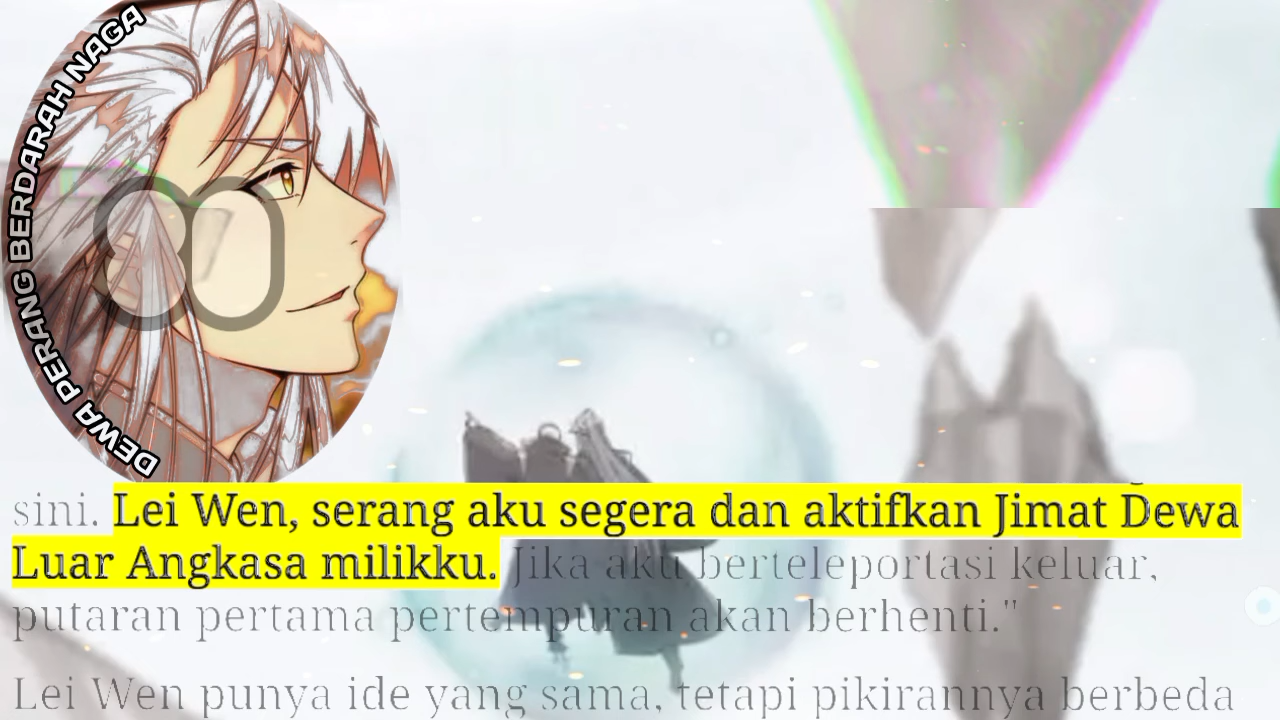 DEWA PERANG BERDARAH NAGA
sini. Lei Wen, serang aku segera dan aktifkan Jimat Dewa
Luar Angkasa milikku. Jika aku berteleportasi keluar,
putaran pertama pertempuran akan berhenti."
Lei Wen punya ide yang sama, tetapi pikirannya berbeda